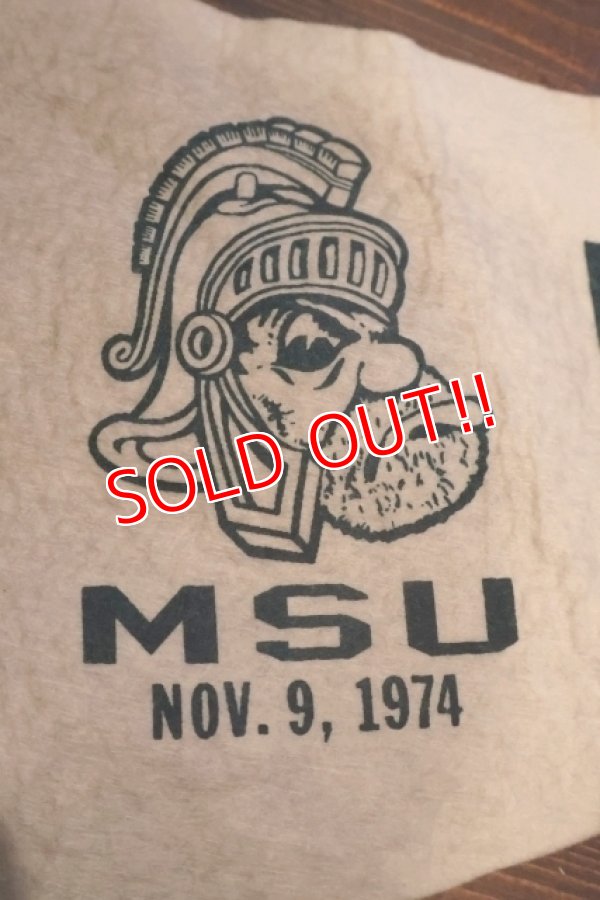 SOLD OUT!!
MSU
NOV. 9, 1974